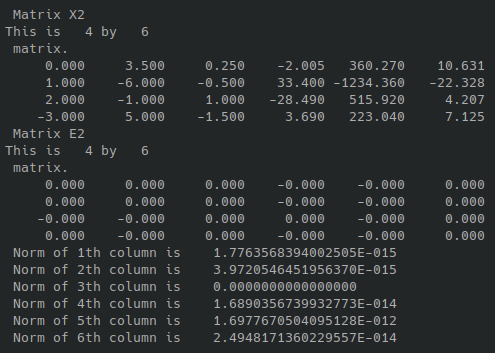 Matrix X2
This is   4 by   6
matrix.
0.000     3.500     0.250    -2.005   360.270    10.631
1.000    -6.000    -0.500    33.400 -1234.360   -22.328
2.000    -1.000     1.000   -28.490   515.920     4.207
-3.000     5.000    -1.500     3.690   223.040     7.125
Matrix E2
This is   4 by   6
matrix.
0.000     0.000     0.000    -0.000    -0.000     0.000
0.000     0.000     0.000    -0.000    -0.000     0.000
-0.000    -0.000     0.000     0.000    -0.000     0.000
0.000    -0.000     0.000    -0.000    -0.000     0.000
Norm of 1th column is    1.7763568394002505E-015
Norm of 2th column is    3.9720546451956370E-015
Norm of 3th column is    0.0000000000000000
Norm of 4th column is    1.6890356739932773E-014
Norm of 5th column is    1.6977670504095128E-012
Norm of 6th column is    2.4948171360229557E-014